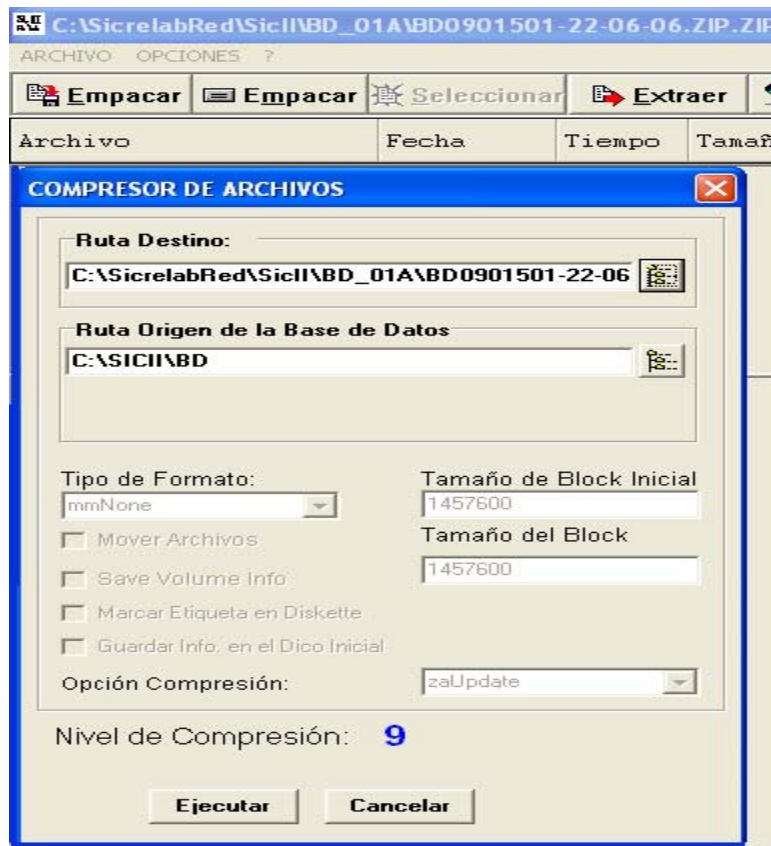 C:\SicrelabRed\SicII\BD_01A\BD0901501-22-06-06.ZIP.ZIP
ARCHIVO OPCIONES ?
Empacar Empacar Seleccionar Extraer
Archivo Fecha Tiempo Tamañ
COMPRESOR DE ARCHIVOS
Ruta Destino:
C:\SicrelabRed\SicII\BD_01A\BD0901501-22-06
Ruta Origen de la Base de Datos
C:\SICII\BD
Tipo de Formato: Tamaño de Block Inicial
mmNone 1457600
Mover Archivos Tamaño del Block
Save Volume Info 1457600
Marcar Etiqueta en Diskette
Guardar Info. en el Dico Inicial
Opción Compresión: zaUpdate
Nivel de Compresión: 9
Ejecutar Cancelar